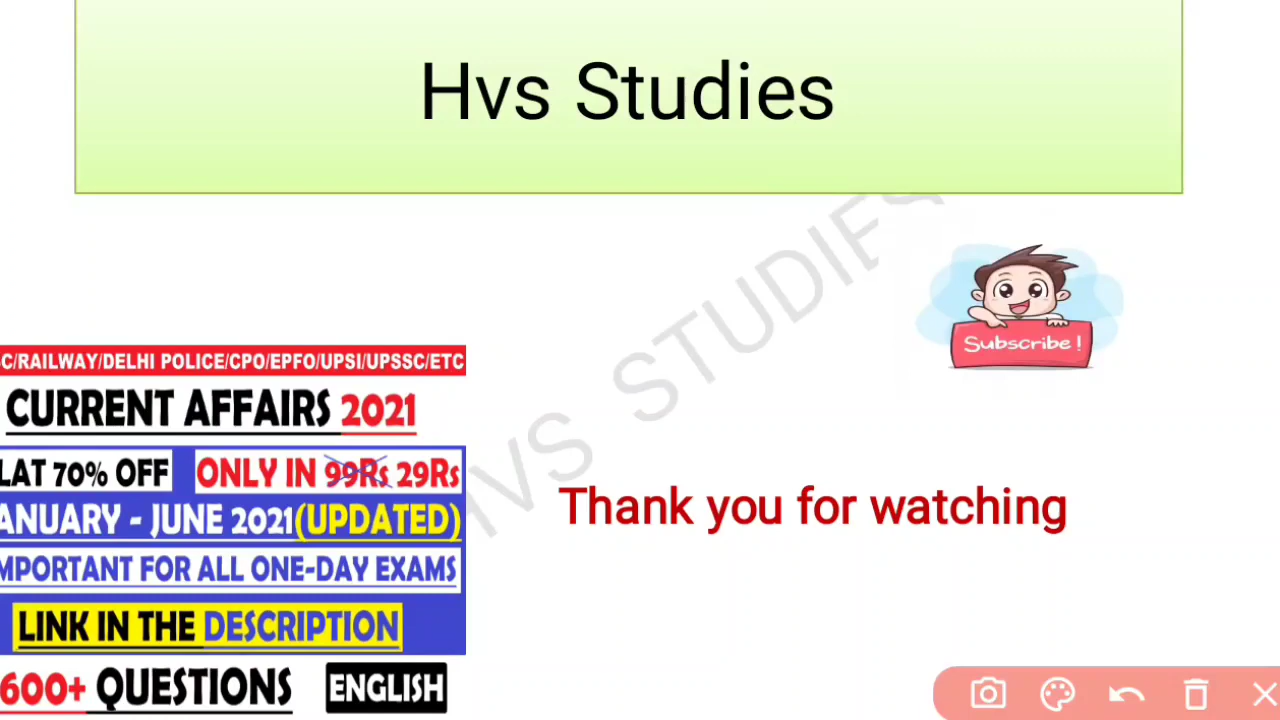 Hvs Studies
HVS STUDIES
Subscribe !
C/RAILWAY/DELHI POLICE/CPO/EPFO/UPSI/UPSSC/ETC
CURRENT AFFAIRS 2021
LAT 70% OFF ONLY IN 99Rs 29Rs
ANUARY - JUNE 2021(UPDATED)
MPORTANT FOR ALL ONE-DAY EXAMS
LINK IN THE DESCRIPTION
600+ QUESTIONS ENGLISH
Thank you for watching